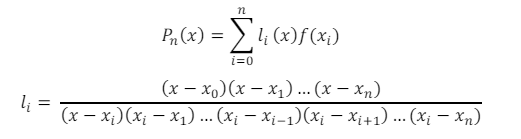 Pₙ(x) = ∑ᵢ₌₀ⁿ lᵢ (x)f(xᵢ)
lᵢ = (x − x₀)(x − x₁) … (x − xₙ) / (x − xᵢ)(xᵢ − x₁) … (xᵢ − xᵢ₋₁)(xᵢ − xᵢ₊₁) … (xᵢ − xₙ)